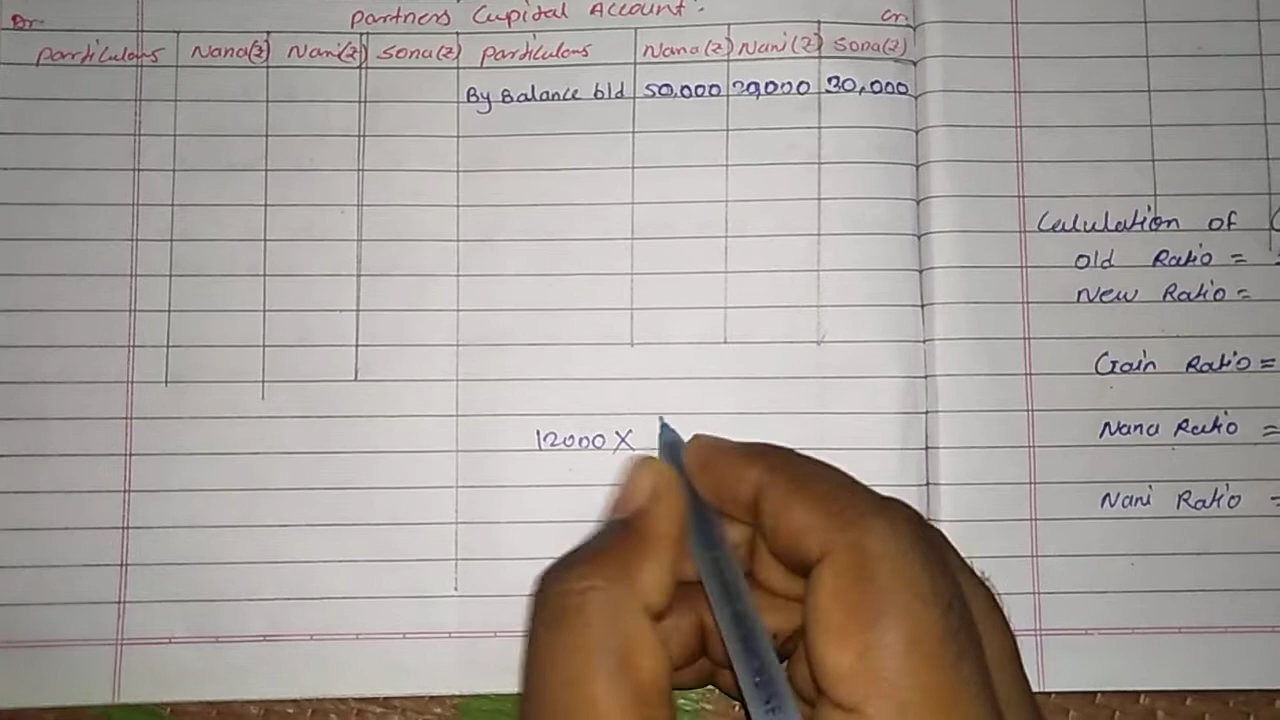 Partners Capital Account.
Dr. Cr.
Particulars Nana(₹) Nani(₹) Sona(₹) Particulars Nana(₹) Nani(₹) Sona(₹)
By Balance b/d 50,000 20,000 30,000
Calulation of
old Ratio =
New Ratio =
Gain Ratio =
12000 X
Nana Ratio =
Nani Ratio =